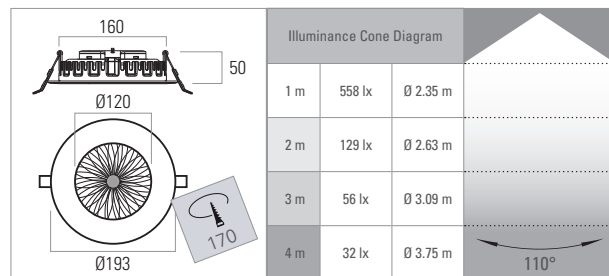 160
50
Ø120
Ø193
170
Illuminance Cone Diagram
1 m 558 lx Ø 2.35 m
2 m 129 lx Ø 2.63 m
3 m 56 lx Ø 3.09 m
4 m 32 lx Ø 3.75 m
110°